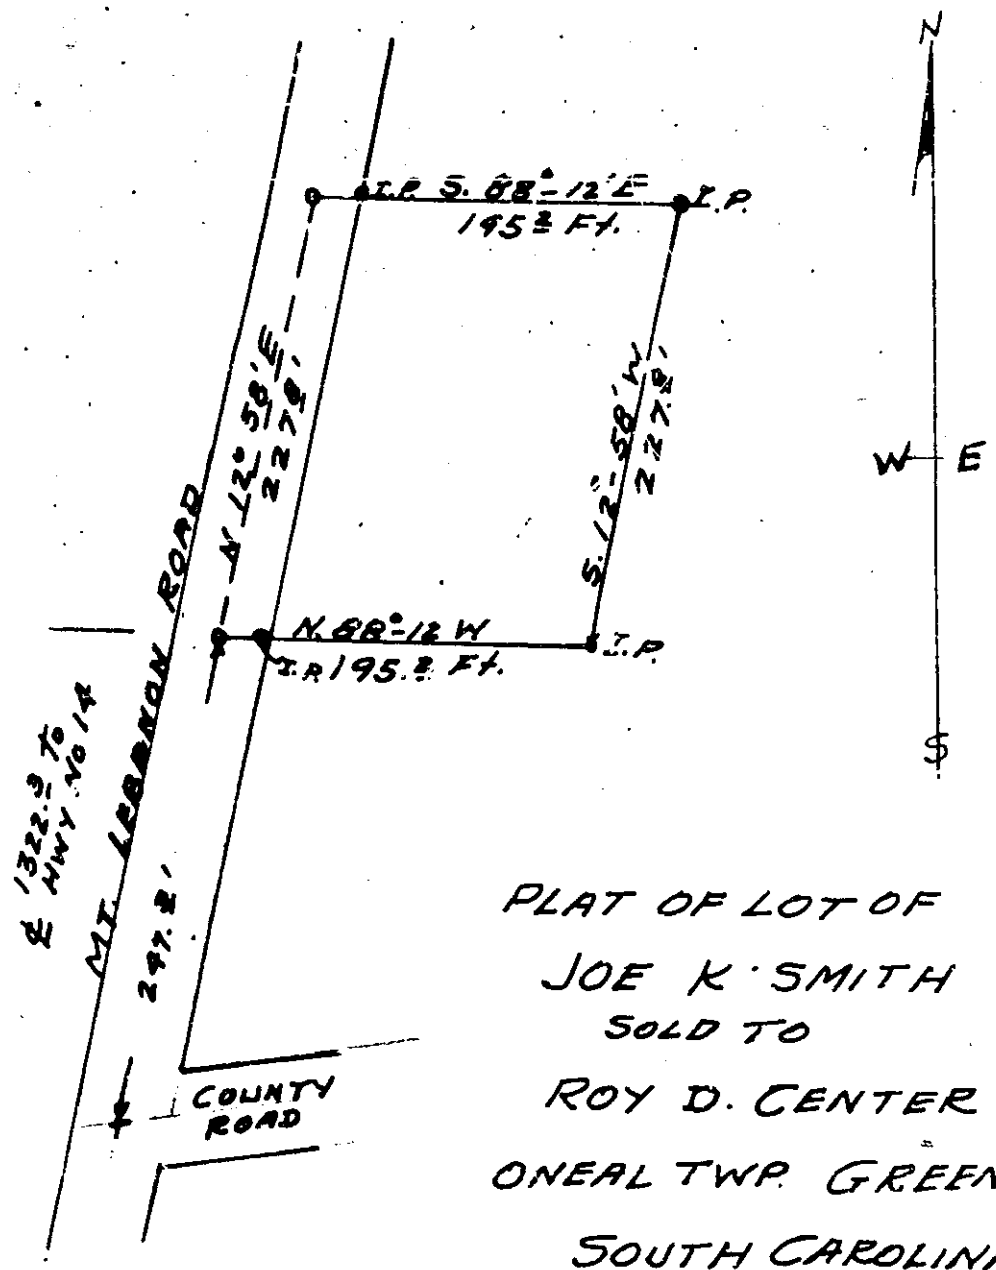 N
I.P. S. 88°-12' E I.P.
195 Ft.
N 12° 58' E
227 8'
S. 12°-58' W
227. 8'
W E
N. 88°-12 W
I.P. 195. Ft. I.P.
MT. LEBANON ROAD
℄ 1322. To
HWY. NO 14
247. '
S
COUNTY
ROAD
PLAT OF LOT OF
JOE K. SMITH
SOLD TO
ROY D. CENTER
ONEAL TWP. GREEN
SOUTH CAROLINA